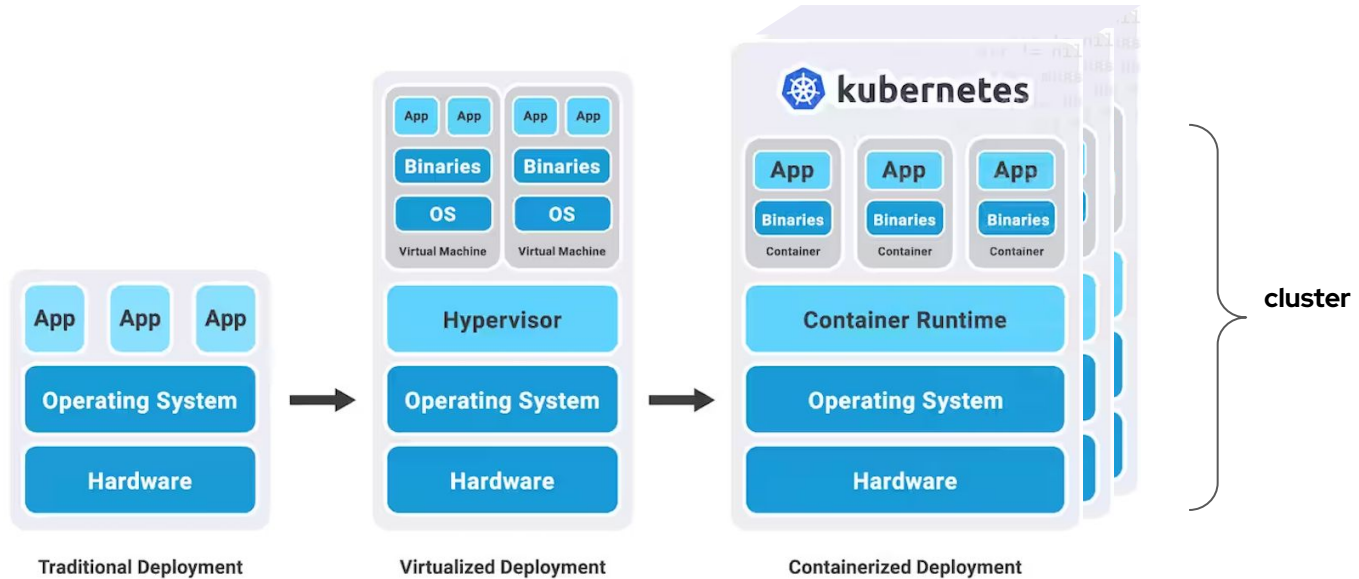 App App App
Operating System
Hardware
Traditional Deployment
App App App App
Binaries Binaries
OS OS
Virtual Machine Virtual Machine
Hypervisor
Operating System
Hardware
Virtualized Deployment
kubernetes
App App App
Binaries Binaries Binaries
Container Container Container
Container Runtime
Operating System
Hardware
Containerized Deployment
cluster